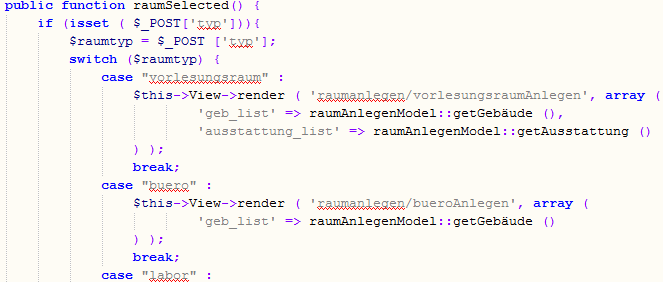 public function raumSelected() {
if (isset ( $_POST['typ'])){
$raumtyp = $_POST ['typ'];
switch ($raumtyp) {
case "vorlesungsraum" :
$this->View->render ( 'raumanlegen/vorlesungsraumAnlegen', array (
'geb_list' => raumAnlegenModel::getGebäude (),
'ausstattung_list' => raumAnlegenModel::getAusstattung ()
) );
break;
case "buero" :
$this->View->render ( 'raumanlegen/bueroAnlegen', array (
'geb_list' => raumAnlegenModel::getGebäude ()
) );
break;
case "labor" :